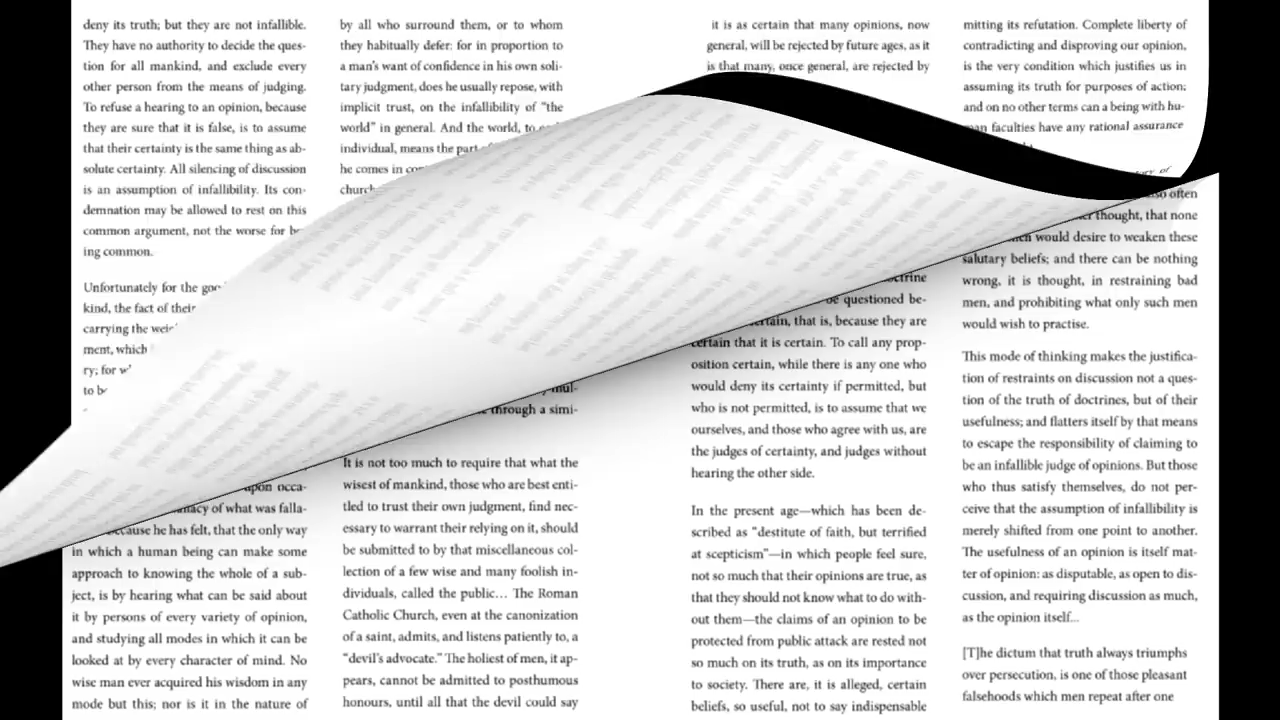 deny its truth; but they are not infallible.
They have no authority to decide the ques-
tion for all mankind, and exclude every
other person from the means of judging.
To refuse a hearing to an opinion, because
they are sure that it is false, is to assume
that their certainty is the same thing as ab-
solute certainty. All silencing of discussion
is an assumption of infallibility. Its con-
demnation may be allowed to rest on this
common argument, not the worse for
ing common.
Unfortunately for the
kind, the fact of their
carrying the
ment, which
ry; for
to
upon occa-
of what was falla-
he has felt, that the only way
in which a human being can make some
approach to knowing the whole of a sub-
ject, is by hearing what can be said about
it by persons of every variety of opinion,
and studying all modes in which it can be
looked at by every character of mind. No
wise man ever acquired his wisdom in any
mode but this; nor is it in the nature of
by all who surround them, or to whom
they habitually defer: for in proportion to
a man's want of confidence in his own soli-
tary judgment, does he usually repose, with
implicit trust, on the infallibility of "the
world" in general. And the world, to
individual, means the part
he comes in
through a simi-
It is not too much to require that what the
wisest of mankind, those who are best enti-
tled to trust their own judgment, find nec-
essary to warrant their relying on it, should
be submitted to by that miscellaneous col-
lection of a few wise and many foolish in-
dividuals, called the public... The Roman
Catholic Church, even at the canonization
of a saint, admits, and listens patiently to, a
"devil's advocate." The holiest of men, it ap-
pears, cannot be admitted to posthumous
honours, until all that the devil could say
it is as certain that many opinions, now
general, will be rejected by future ages, as it
is that many, once general, are rejected by
be questioned be-
certain, that is, because they are
certain that it is certain. To call any prop-
osition certain, while there is any one who
would deny its certainty if permitted, but
who is not permitted, is to assume that we
ourselves, and those who agree with us, are
the judges of certainty, and judges without
hearing the other side.
In the present age—which has been de-
scribed as "destitute of faith, but terrified
at scepticism"—in which people feel sure,
not so much that their opinions are true, as
that they should not know what to do with-
out them—the claims of an opinion to be
protected from public attack are rested not
so much on its truth, as on its importance
to society. There are, it is alleged, certain
beliefs, so useful, not to say indispensable
mitting its refutation. Complete liberty of
contradicting and disproving our opinion,
is the very condition which justifies us in
assuming its truth for purposes of action;
and on no other terms can a being with hu-
man faculties have any rational assurance
of
so often
thought, that none
would desire to weaken these
salutary beliefs; and there can be nothing
wrong, it is thought, in restraining bad
men, and prohibiting what only such men
would wish to practise.
This mode of thinking makes the justifica-
tion of restraints on discussion not a ques-
tion of the truth of doctrines, but of their
usefulness; and flatters itself by that means
to escape the responsibility of claiming to
be an infallible judge of opinions. But those
who thus satisfy themselves, do not per-
ceive that the assumption of infallibility is
merely shifted from one point to another.
The usefulness of an opinion is itself mat-
ter of opinion: as disputable, as open to dis-
cussion, and requiring discussion as much,
as the opinion itself...
[T]he dictum that truth always triumphs
over persecution, is one of those pleasant
falsehoods which men repeat after one